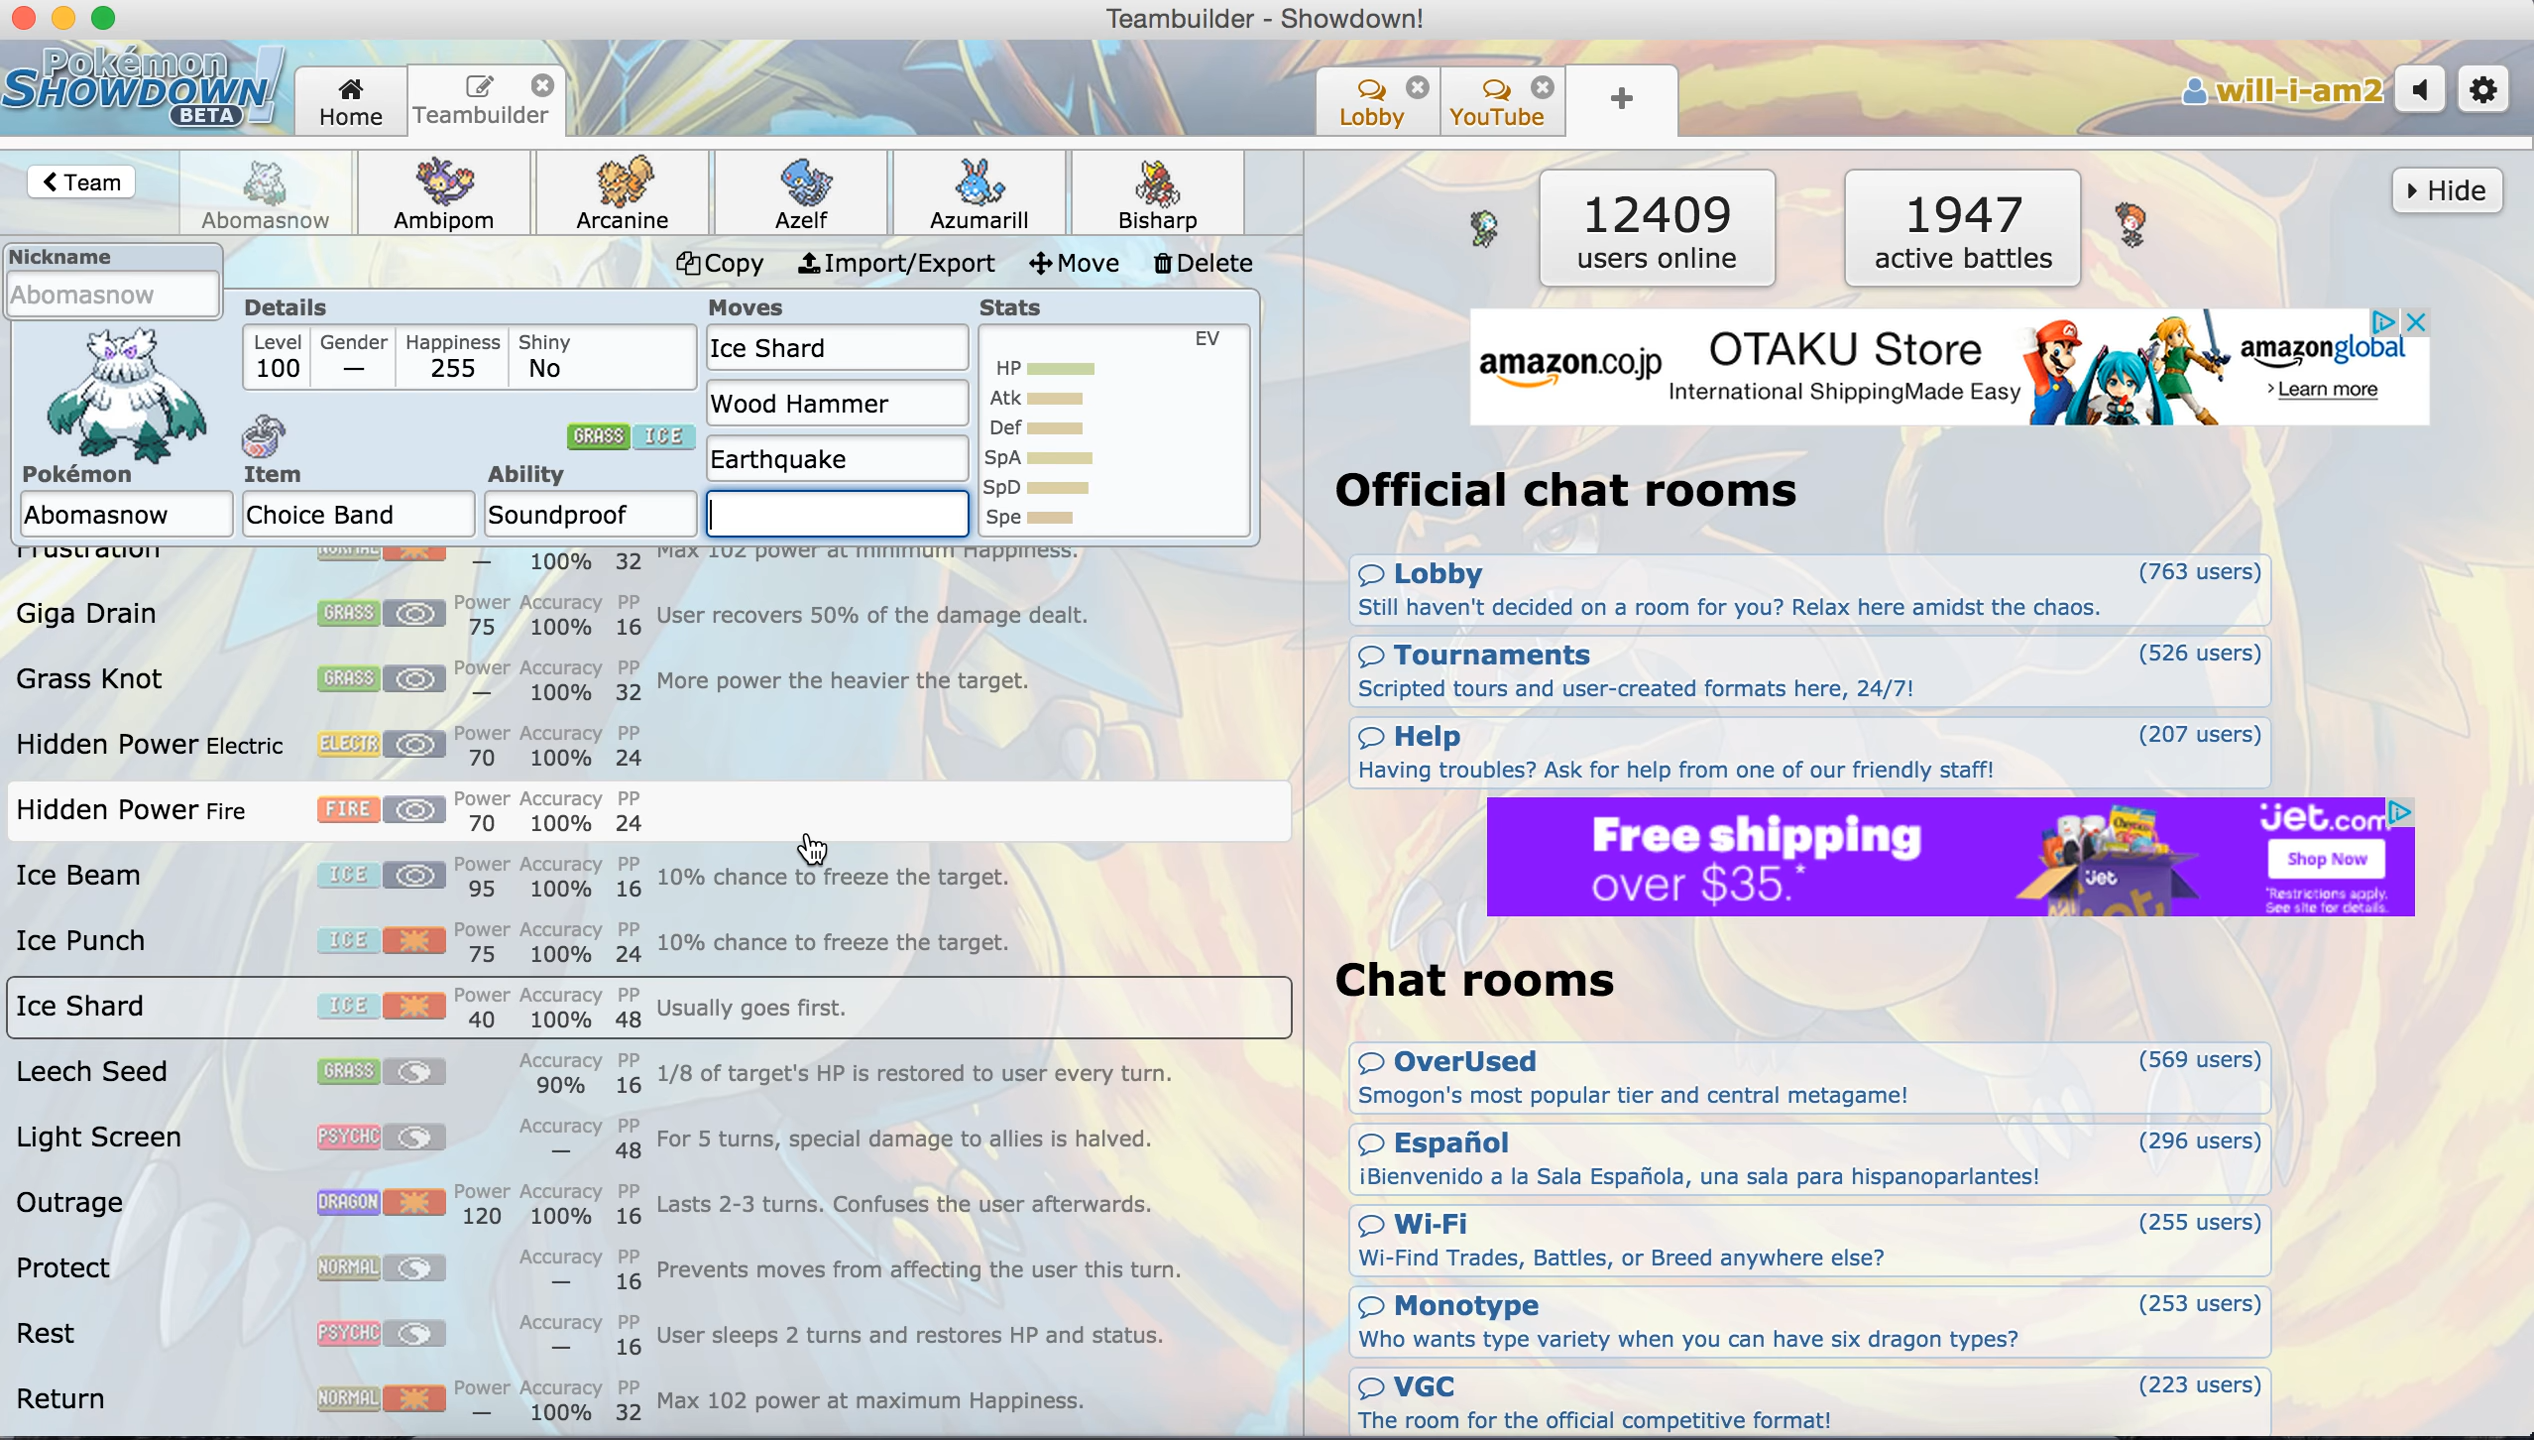 Teambuilder - Showdown!
Pokémon
SHOWDOWN!
BETA
Home
Teambuilder
Lobby
YouTube
will-i-am2
Team
Abomasnow
Ambipom
Arcanine
Azelf
Azumarill
Bisharp
12409
users online
1947
active battles
Hide
Nickname
Abomasnow
Copy
Import/Export
Move
Delete
Details
Level
100
Gender
—
Happiness
255
Shiny
No
GRASS
ICE
Pokémon
Abomasnow
Item
Choice Band
Ability
Soundproof
Moves
Ice Shard
Wood Hammer
Earthquake
Stats
EV
HP
Atk
Def
SpA
SpD
Spe
Frustration NORMAL — 100% 32 Max 102 power at minimum Happiness.
Power Accuracy PP
Giga Drain GRASS 75 100% 16 User recovers 50% of the damage dealt.
Power Accuracy PP
Grass Knot GRASS — 100% 32 More power the heavier the target.
Power Accuracy PP
Hidden Power Electric ELECTR 70 100% 24
Power Accuracy PP
Hidden Power Fire FIRE 70 100% 24
Power Accuracy PP
Ice Beam ICE 95 100% 16 10% chance to freeze the target.
Power Accuracy PP
Ice Punch ICE 75 100% 24 10% chance to freeze the target.
Power Accuracy PP
Ice Shard ICE 40 100% 48 Usually goes first.
Accuracy PP
Leech Seed GRASS 90% 16 1/8 of target's HP is restored to user every turn.
Accuracy PP
Light Screen PSYCHC — 48 For 5 turns, special damage to allies is halved.
Power Accuracy PP
Outrage DRAGON 120 100% 16 Lasts 2-3 turns. Confuses the user afterwards.
Accuracy PP
Protect NORMAL — 16 Prevents moves from affecting the user this turn.
Accuracy PP
Rest PSYCHC — 16 User sleeps 2 turns and restores HP and status.
Power Accuracy PP
Return NORMAL — 100% 32 Max 102 power at maximum Happiness.
amazon.co.jp
OTAKU Store
International ShippingMade Easy
amazonglobal
> Learn more
Official chat rooms
Lobby (763 users)
Still haven't decided on a room for you? Relax here amidst the chaos.
Tournaments (526 users)
Scripted tours and user-created formats here, 24/7!
Help (207 users)
Having troubles? Ask for help from one of our friendly staff!
Free shipping
over $35.*
Jet
Jet.com
Shop Now
*Restrictions apply.
See site for details.
Chat rooms
OverUsed (569 users)
Smogon's most popular tier and central metagame!
Español (296 users)
¡Bienvenido a la Sala Española, una sala para hispanoparlantes!
Wi-Fi (255 users)
Wi-Find Trades, Battles, or Breed anywhere else?
Monotype (253 users)
Who wants type variety when you can have six dragon types?
VGC (223 users)
The room for the official competitive format!